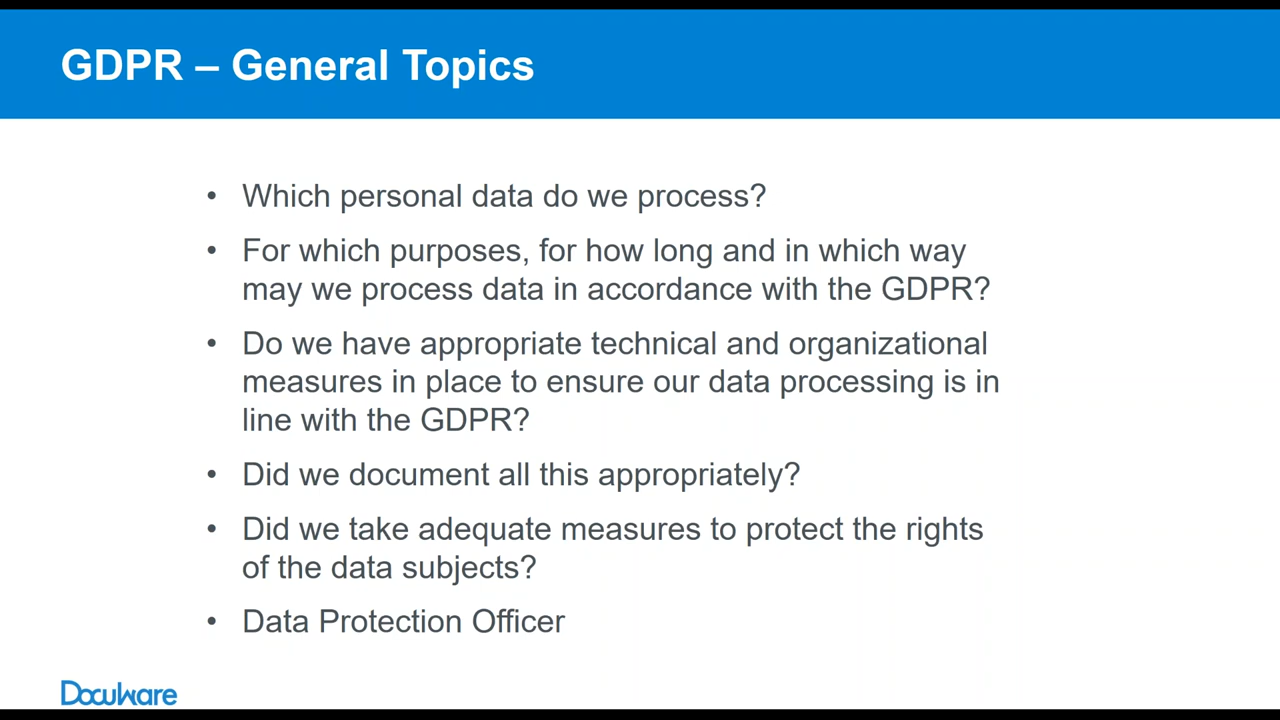 GDPR – General Topics
• Which personal data do we process?
• For which purposes, for how long and in which way
may we process data in accordance with the GDPR?
• Do we have appropriate technical and organizational
measures in place to ensure our data processing is in
line with the GDPR?
• Did we document all this appropriately?
• Did we take adequate measures to protect the rights
of the data subjects?
• Data Protection Officer
DocuWare